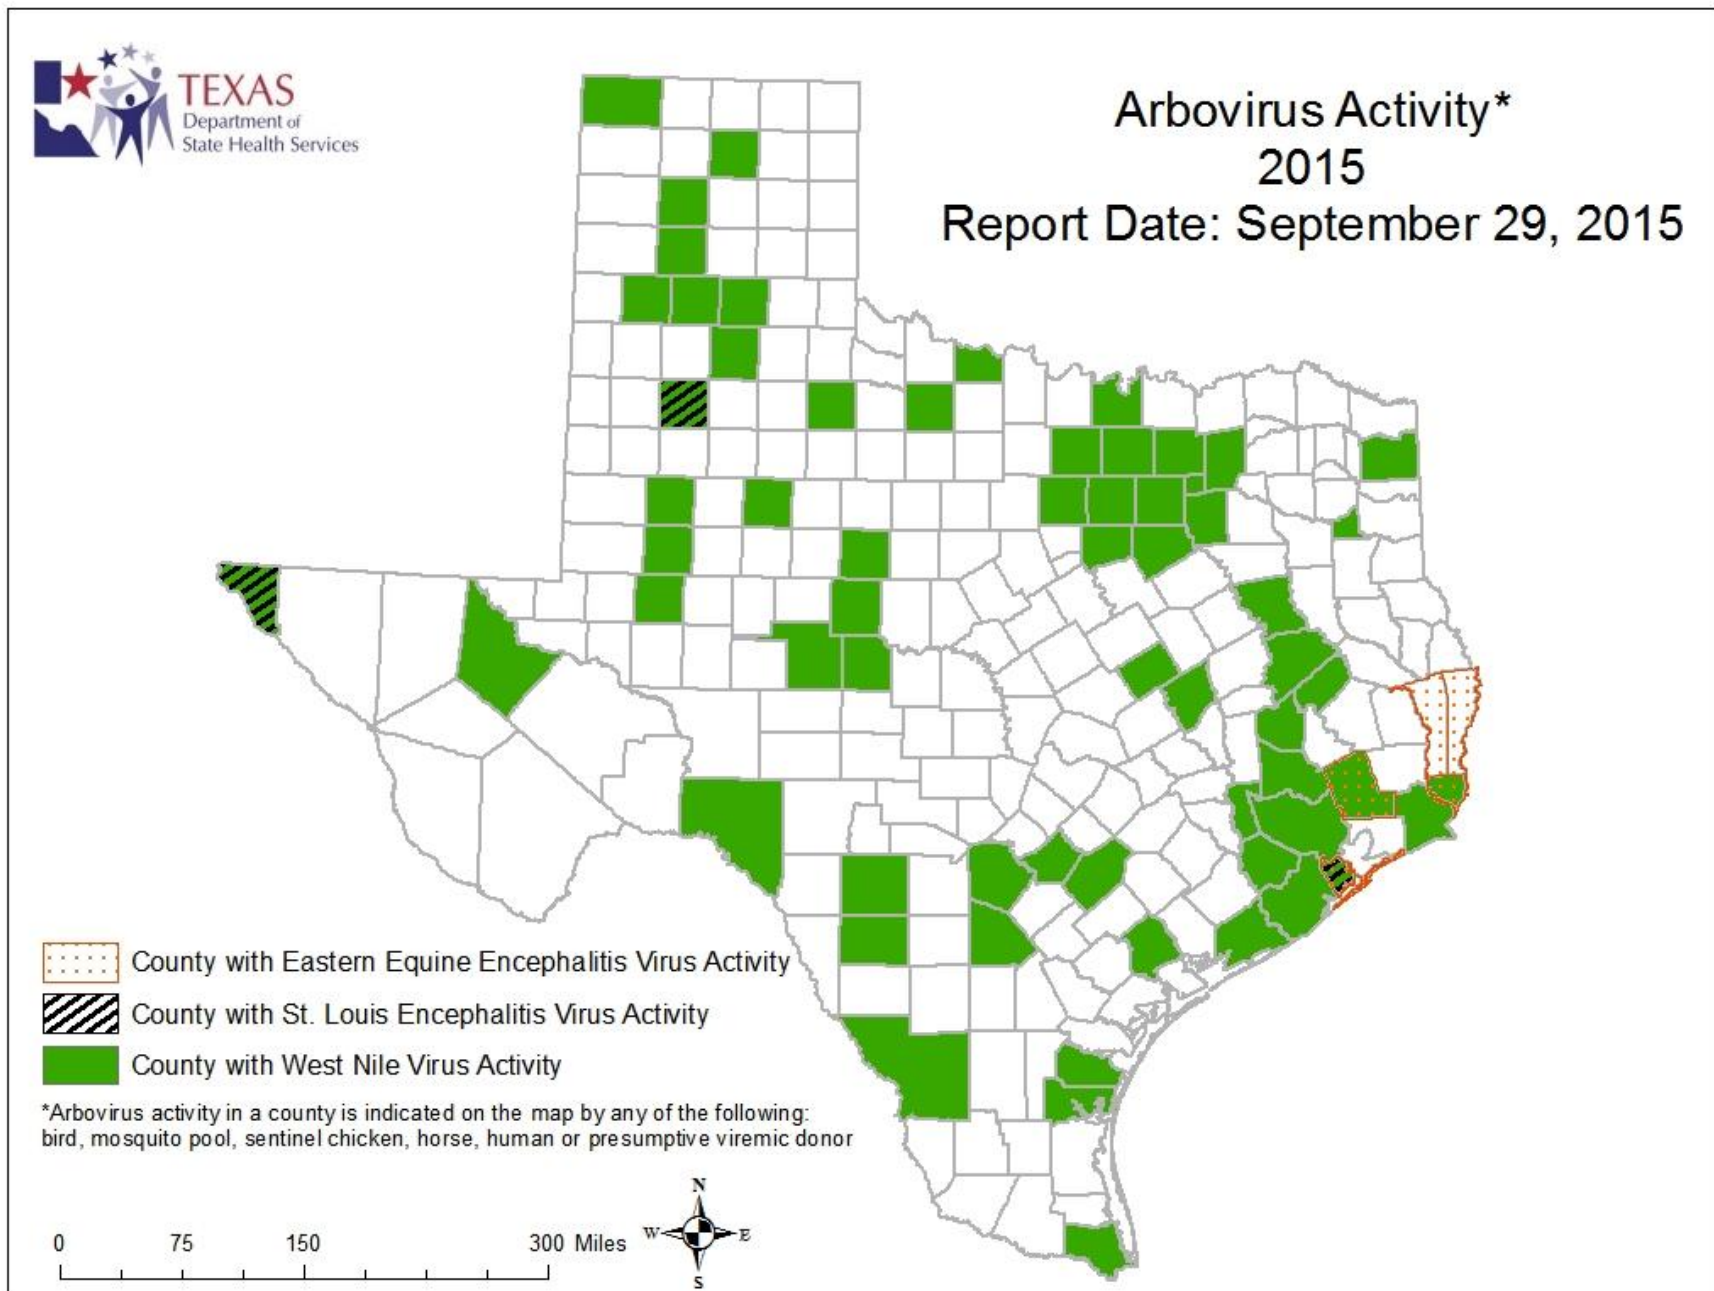 TEXAS
Department of
State Health Services
Arbovirus Activity*
2015
Report Date: September 29, 2015
County with Eastern Equine Encephalitis Virus Activity
County with St. Louis Encephalitis Virus Activity
County with West Nile Virus Activity
*Arbovirus activity in a county is indicated on the map by any of the following:
bird, mosquito pool, sentinel chicken, horse, human or presumptive viremic donor
0 75 150 300 Miles
N
W E
S